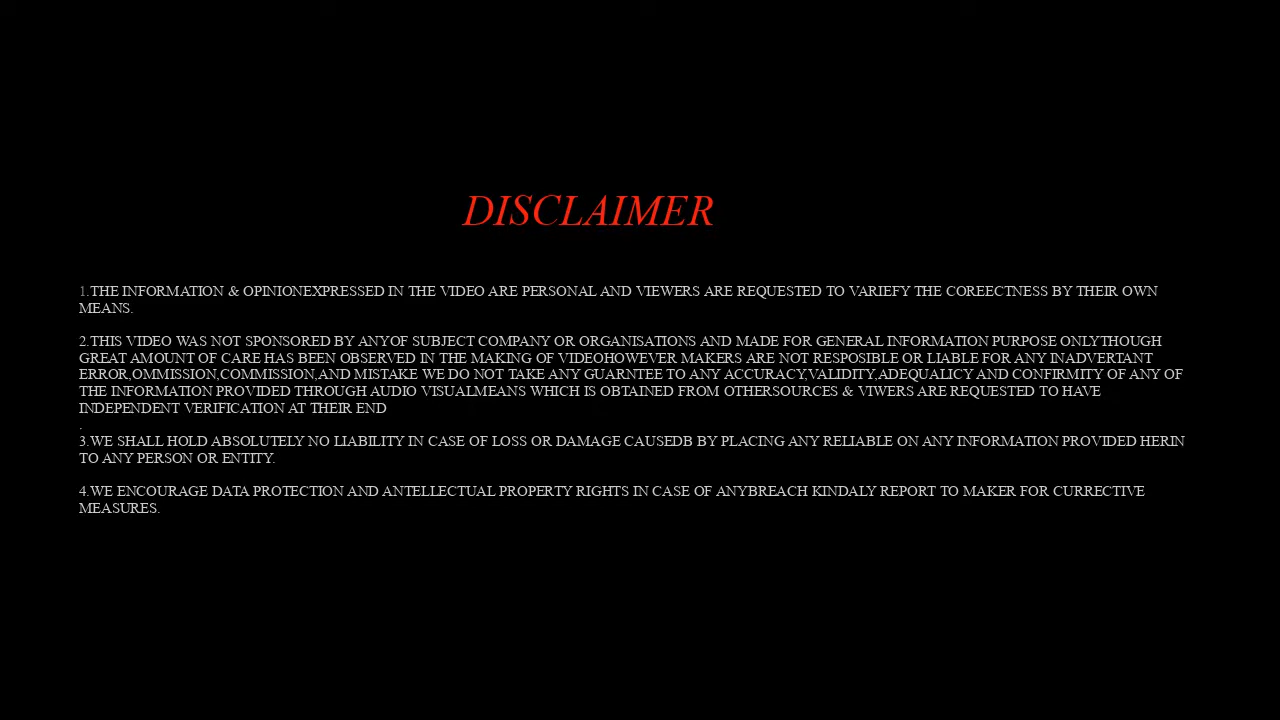 DISCLAIMER
1.THE INFORMATION & OPINIONEXPRESSED IN THE VIDEO ARE PERSONAL AND VIEWERS ARE REQUESTED TO VARIEFY THE COREECTNESS BY THEIR OWN
MEANS.
2.THIS VIDEO WAS NOT SPONSORED BY ANYOF SUBJECT COMPANY OR ORGANISATIONS AND MADE FOR GENERAL INFORMATION PURPOSE ONLYTHOUGH
GREAT AMOUNT OF CARE HAS BEEN OBSERVED IN THE MAKING OF VIDEOHOWEVER MAKERS ARE NOT RESPOSIBLE OR LIABLE FOR ANY INADVERTANT
ERROR,OMMISSION,COMMISSION,AND MISTAKE WE DO NOT TAKE ANY GUARNTEE TO ANY ACCURACY,VALIDITY,ADEQUALICY AND CONFIRMITY OF ANY OF
THE INFORMATION PROVIDED THROUGH AUDIO VISUALMEANS WHICH IS OBTAINED FROM OTHERSOURCES & VIWERS ARE REQUESTED TO HAVE
INDEPENDENT VERIFICATION AT THEIR END
.
3.WE SHALL HOLD ABSOLUTELY NO LIABILITY IN CASE OF LOSS OR DAMAGE CAUSEDB BY PLACING ANY RELIABLE ON ANY INFORMATION PROVIDED HERIN
TO ANY PERSON OR ENTITY.
4.WE ENCOURAGE DATA PROTECTION AND ANTELLECTUAL PROPERTY RIGHTS IN CASE OF ANYBREACH KINDALY REPORT TO MAKER FOR CURRECTIVE
MEASURES.